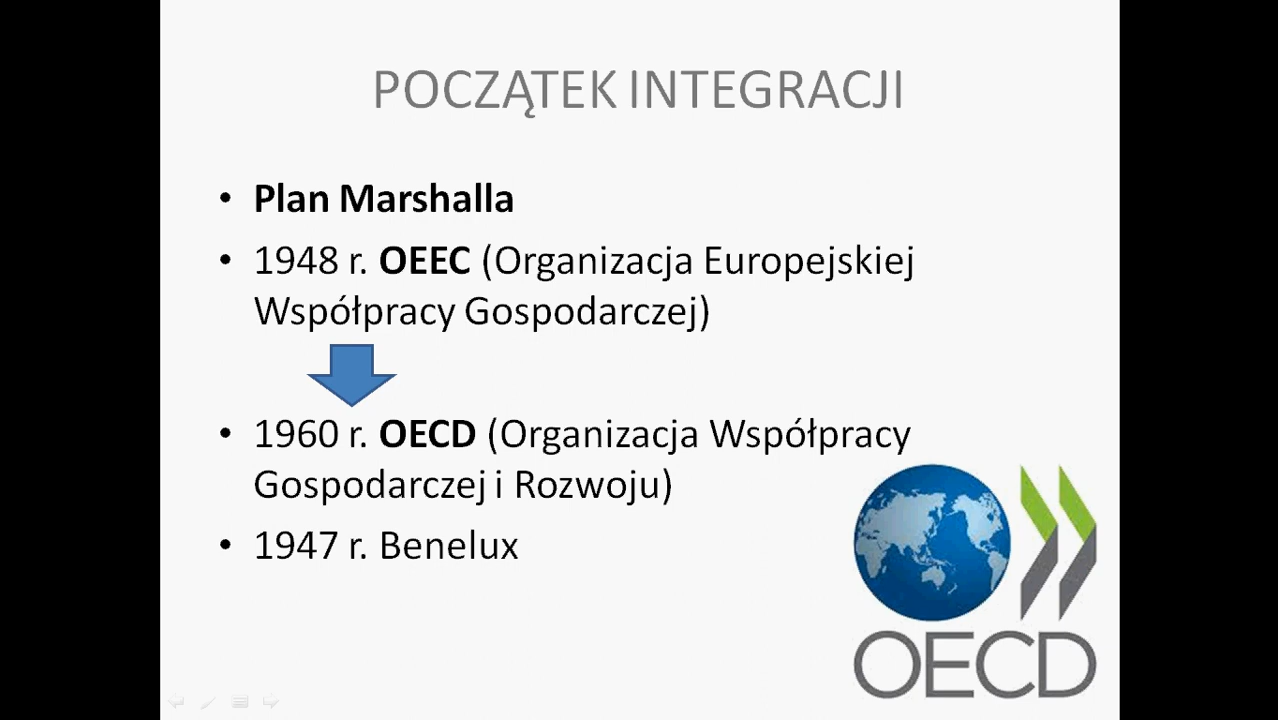 POCZĄTEK INTEGRACJI
• Plan Marshalla
• 1948 r. OEEC (Organizacja Europejskiej
Współpracy Gospodarczej)
• 1960 r. OECD (Organizacja Współpracy
Gospodarczej i Rozwoju)
• 1947 r. Benelux
OECD